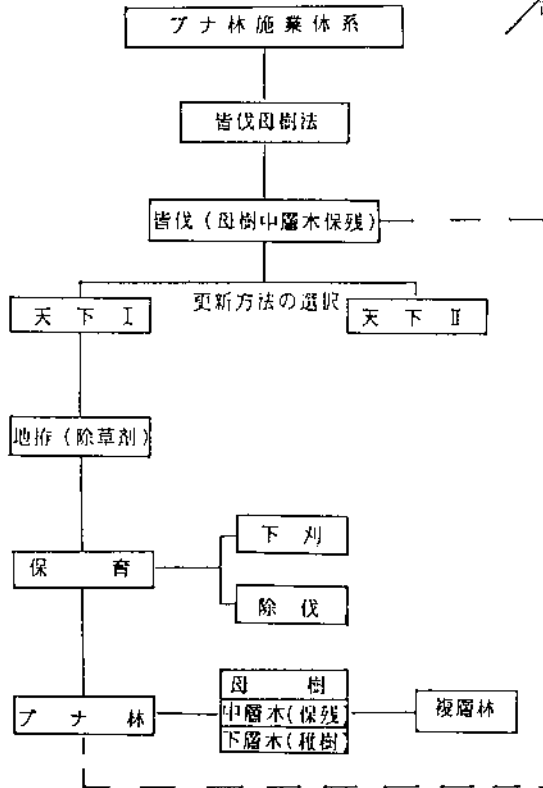 ブナ林施業体系
皆伐母樹法
皆伐(母樹中層木保残)
更新方法の選択
天下Ⅰ
天下Ⅱ
地拵(除草剤)
下刈
保育
除伐
母樹
ブナ林
中層木(保残)
複層林
下層木(稚樹)